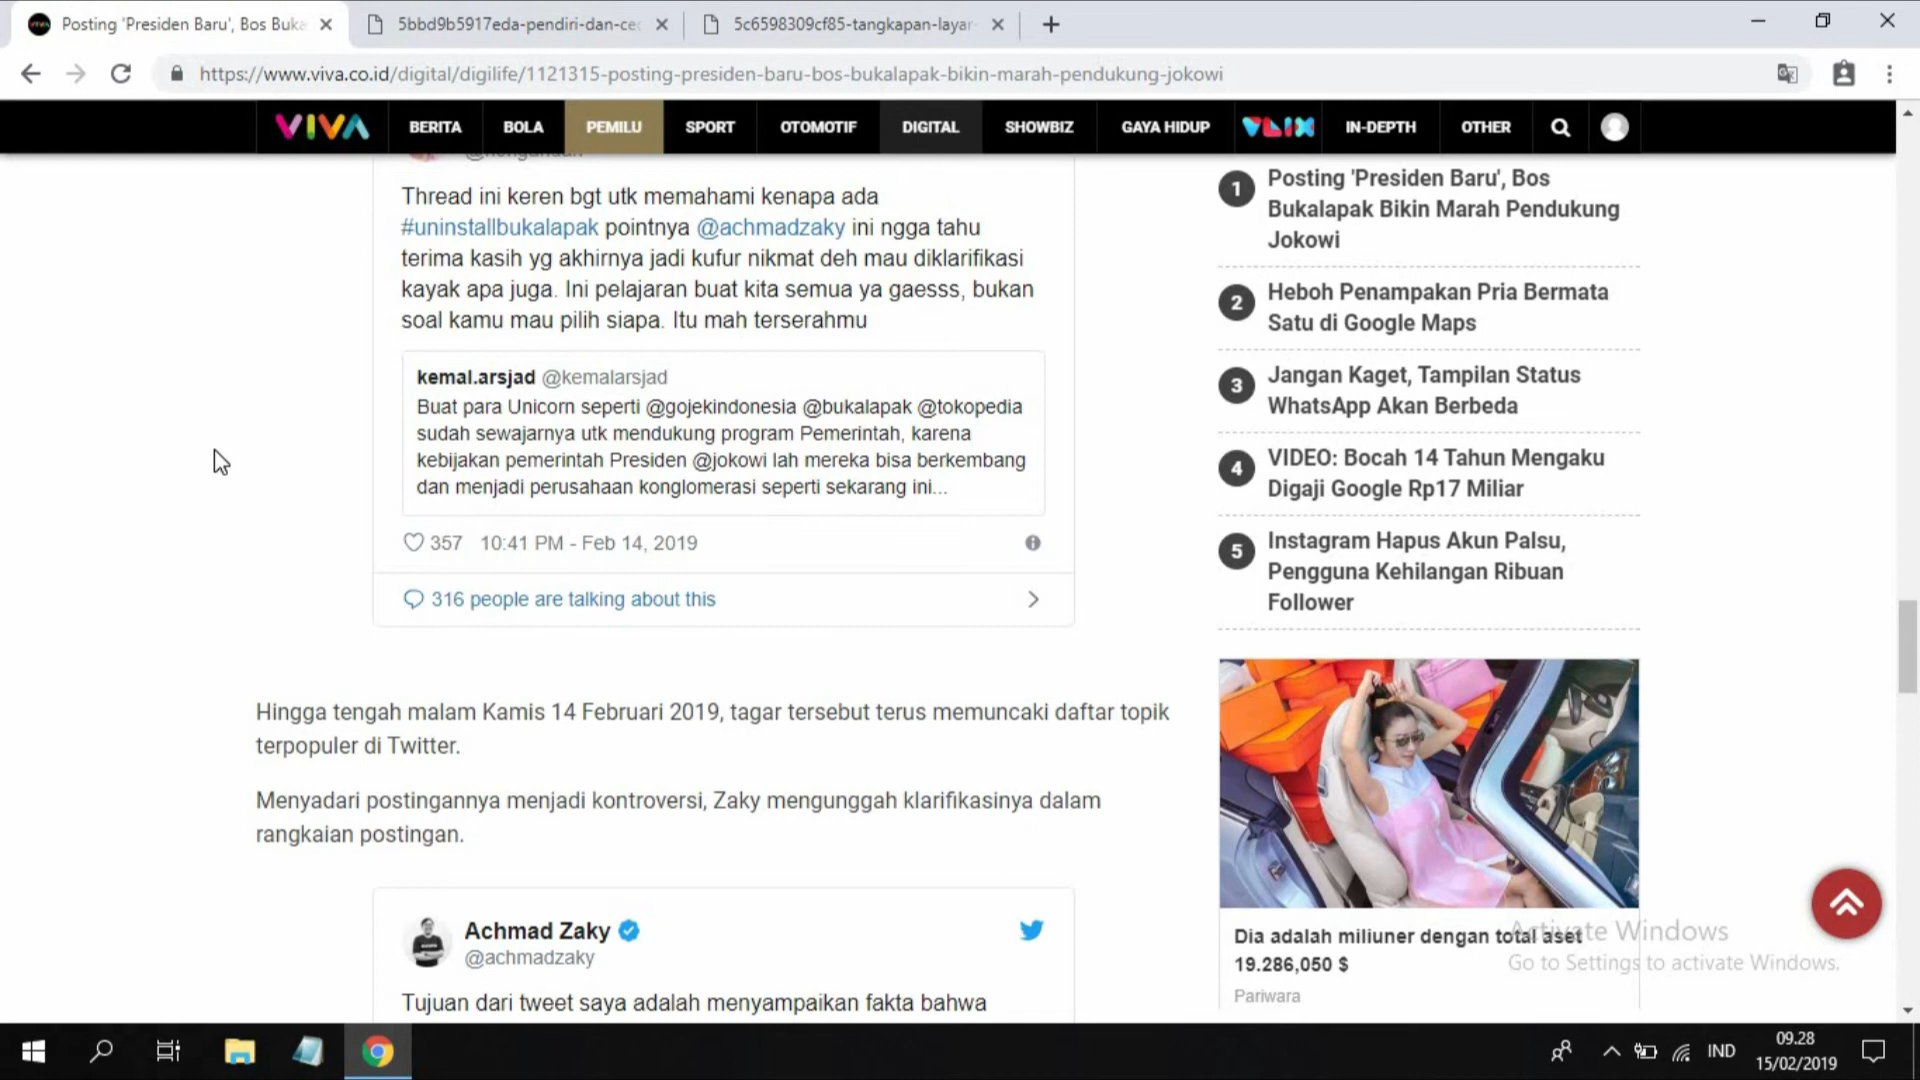 Posting 'Presiden Baru', Bos Buka
5bbd9b5917eda-pendiri-dan-ceo
5c6598309cf85-tangkapan-layar-
https://www.viva.co.id/digital/digilife/1121315-posting-presiden-baru-bos-bukalapak-bikin-marah-pendukung-jokowi
VIVA
BERITA
BOLA
PEMILU
SPORT
OTOMOTIF
DIGITAL
SHOWBIZ
GAYA HIDUP
VLIX
IN-DEPTH
OTHER
Thread ini keren bgt utk memahami kenapa ada
#uninstallbukalapak pointnya @achmadzaky ini ngga tahu
terima kasih yg akhirnya jadi kufur nikmat deh mau diklarifikasi
kayak apa juga. Ini pelajaran buat kita semua ya gaesss, bukan
soal kamu mau pilih siapa. Itu mah terserahmu
kemal.arsjad @kemalarsjad
Buat para Unicorn seperti @gojekindonesia @bukalapak @tokopedia
sudah sewajarnya utk mendukung program Pemerintah, karena
kebijakan pemerintah Presiden @jokowi lah mereka bisa berkembang
dan menjadi perusahaan konglomerasi seperti sekarang ini...
357 10:41 PM - Feb 14, 2019
316 people are talking about this
Hingga tengah malam Kamis 14 Februari 2019, tagar tersebut terus memuncaki daftar topik
terpopuler di Twitter.
Menyadari postingannya menjadi kontroversi, Zaky mengunggah klarifikasinya dalam
rangkaian postingan.
Achmad Zaky
@achmadzaky
Tujuan dari tweet saya adalah menyampaikan fakta bahwa
1
Posting 'Presiden Baru', Bos
Bukalapak Bikin Marah Pendukung
Jokowi
2
Heboh Penampakan Pria Bermata
Satu di Google Maps
3
Jangan Kaget, Tampilan Status
WhatsApp Akan Berbeda
4
VIDEO: Bocah 14 Tahun Mengaku
Digaji Google Rp17 Miliar
5
Instagram Hapus Akun Palsu,
Pengguna Kehilangan Ribuan
Follower
Dia adalah miliuner dengan total aset
19.286,050 $
Pariwara
Activate Windows
Go to Settings to activate Windows.
IND
09.28
15/02/2019